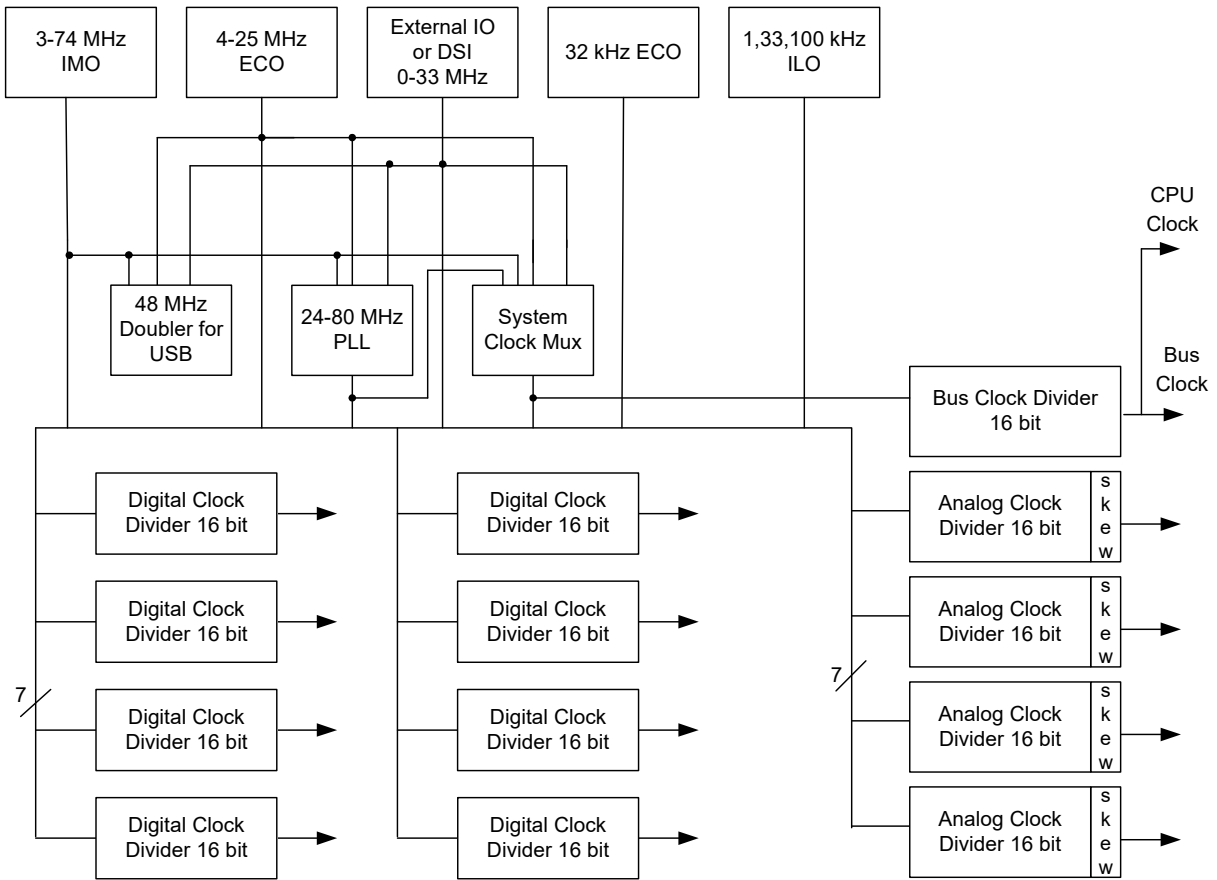 3-74 MHz
IMO
4-25 MHz
ECO
External IO
or DSI
0-33 MHz
32 kHz ECO
1,33,100 kHz
ILO
CPU
Clock
48 MHz
Doubler for
USB
24-80 MHz
PLL
System
Clock Mux
Bus
Clock
Bus Clock Divider
16 bit
Digital Clock
Divider 16 bit
Digital Clock
Divider 16 bit
Analog Clock
Divider 16 bit
s
k
e
w
Digital Clock
Divider 16 bit
Digital Clock
Divider 16 bit
Analog Clock
Divider 16 bit
s
k
e
w
7
7
Digital Clock
Divider 16 bit
Digital Clock
Divider 16 bit
Analog Clock
Divider 16 bit
s
k
e
w
Digital Clock
Divider 16 bit
Digital Clock
Divider 16 bit
Analog Clock
Divider 16 bit
s
k
e
w